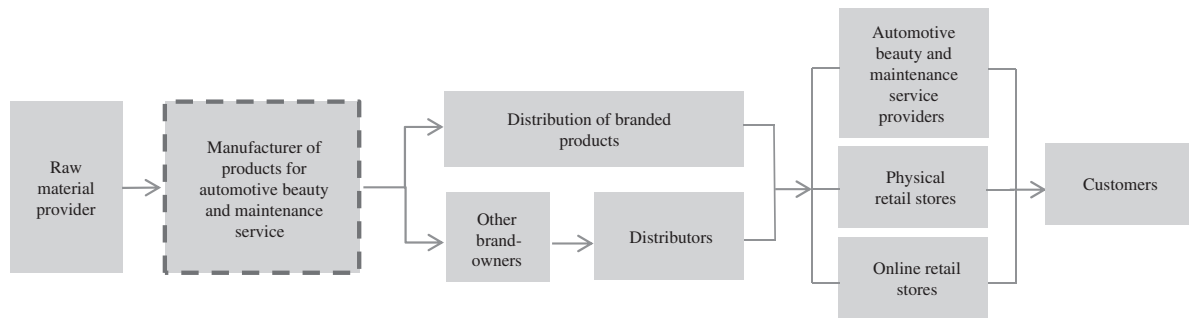 Raw
material
provider
Manufacturer of
products for
automotive beauty
and maintenance
service
Distribution of branded
products
Other
brand-
owners
Distributors
Automotive
beauty and
maintenance
service
providers
Physical
retail stores
Online retail
stores
Customers